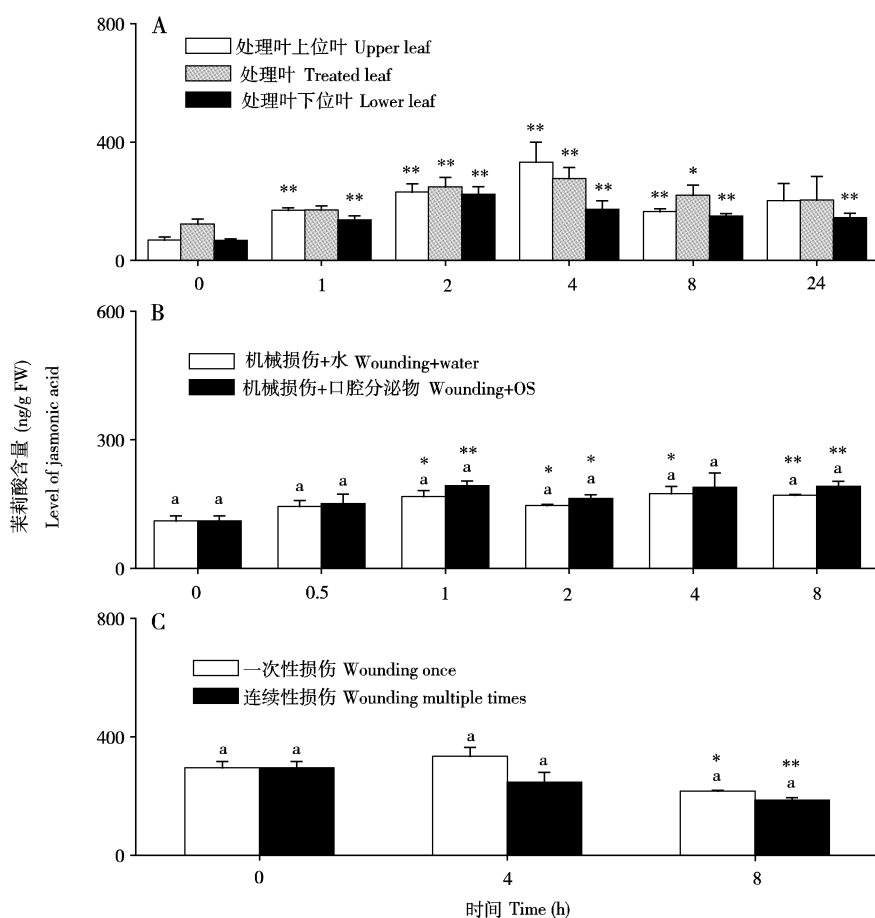 A
处理叶上位叶 Upper leaf
处理叶 Treated leaf
处理叶下位叶 Lower leaf
800
400
0
** ** ** ** ** ** ** ** ** ** * ** **
0 1 2 4 8 24
B
机械损伤+水 Wounding+water
机械损伤+口腔分泌物 Wounding+OS
600
300
0
* ** * * * ** **
a a a a a a a a a a a a
0 0.5 1 2 4 8
C
一次性损伤 Wounding once
连续性损伤 Wounding multiple times
800
400
0
* **
a a a a a a
0 4 8
茉莉酸含量 (ng/g FW)
Level of jasmonic acid
时间 Time (h)